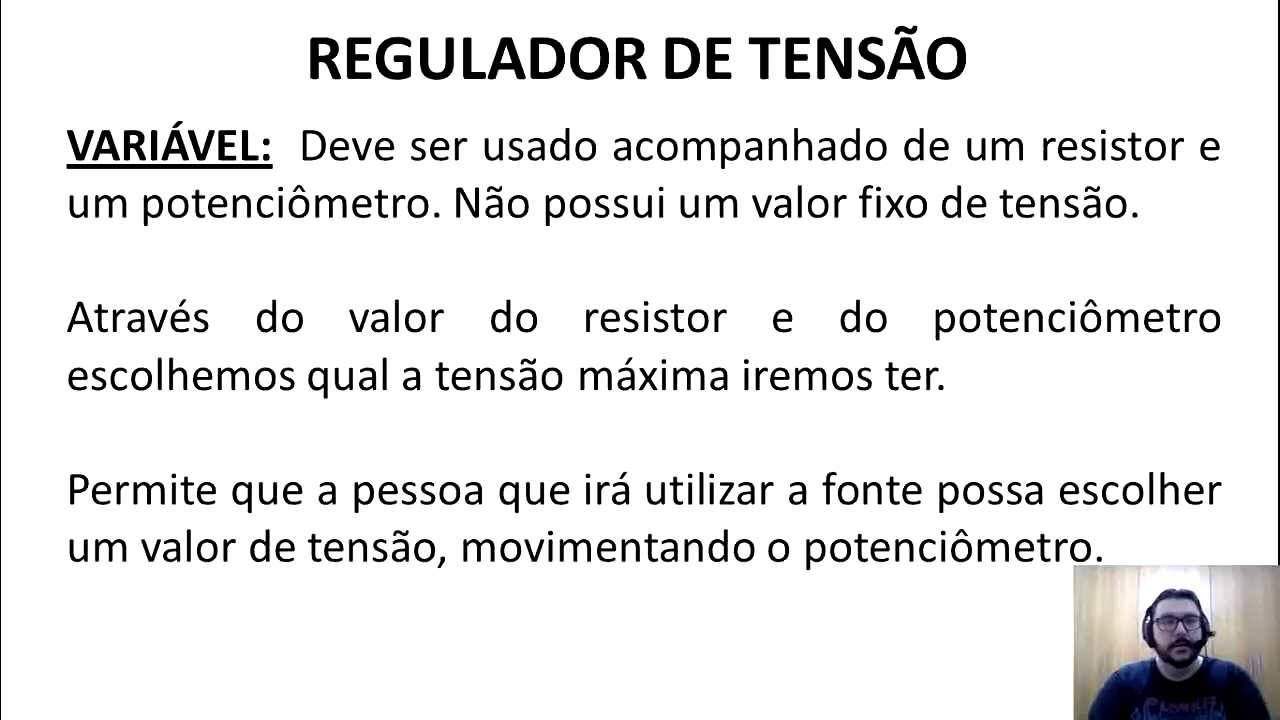 REGULADOR DE TENSÃO
VARIÁVEL: Deve ser usado acompanhado de um resistor e
um potenciômetro. Não possui um valor fixo de tensão.
Através do valor do resistor e do potenciômetro
escolhemos qual a tensão máxima iremos ter.
Permite que a pessoa que irá utilizar a fonte possa escolher
um valor de tensão, movimentando o potenciômetro.